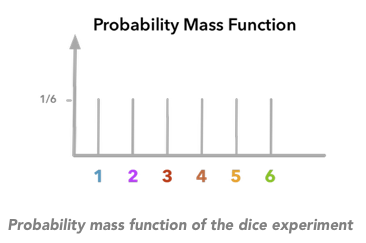 Probability Mass Function
1/6
1 2 3 4 5 6
Probability mass function of the dice experiment